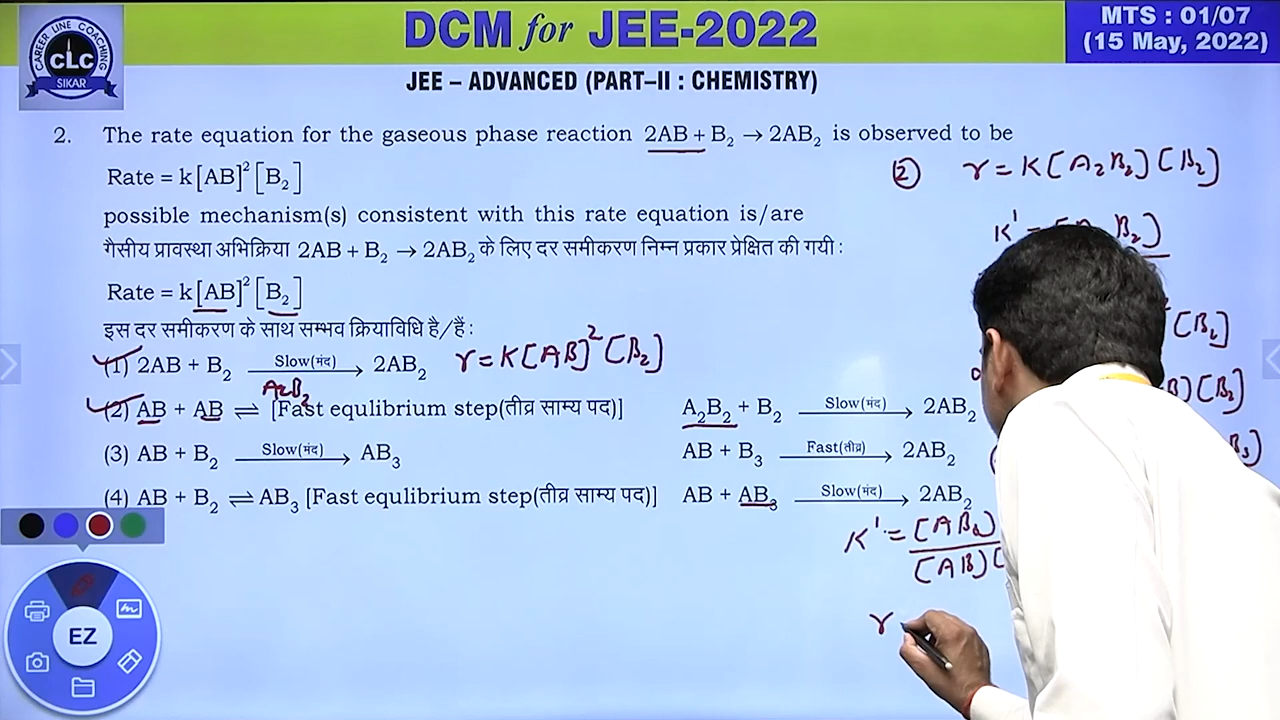 CAREER LINE COACHING
CLC
SIKAR
DCM for JEE-2022
MTS : 01/07
(15 May, 2022)
JEE – ADVANCED (PART–II : CHEMISTRY)
2. The rate equation for the gaseous phase reaction 2AB + B₂ → 2AB₂ is observed to be
② r = K[A₂B₂][B₂]
Rate = k[AB]²[B₂]
possible mechanism(s) consistent with this rate equation is/are
K' = B₂)
गैसीय प्रावस्था अभिक्रिया 2AB + B₂ → 2AB₂ के लिए दर समीकरण निम्न प्रकार प्रेक्षित की गयी :
Rate = k[AB]²[B₂]
[B₂]
इस दर समीकरण के साथ सम्भव क्रियाविधि है/हैं :
(1) 2AB + B₂ Slow(मंद) → 2AB₂ r = K[AB]²[B₂]
A₂B₂
(2) AB + AB ⇌ [Fast equlibrium step(तीव्र साम्य पद)] A₂B₂ + B₂ Slow(मंद) → 2AB₂ )[B₂]
(3) AB + B₂ Slow(मंद) → AB₃ AB + B₃ Fast(तीव्र) → 2AB₂
(4) AB + B₂ ⇌ AB₃ [Fast equlibrium step(तीव्र साम्य पद)] AB + AB₃ Slow(मंद) → 2AB₂
K' = [AB₃)
[AB)[
r
EZ